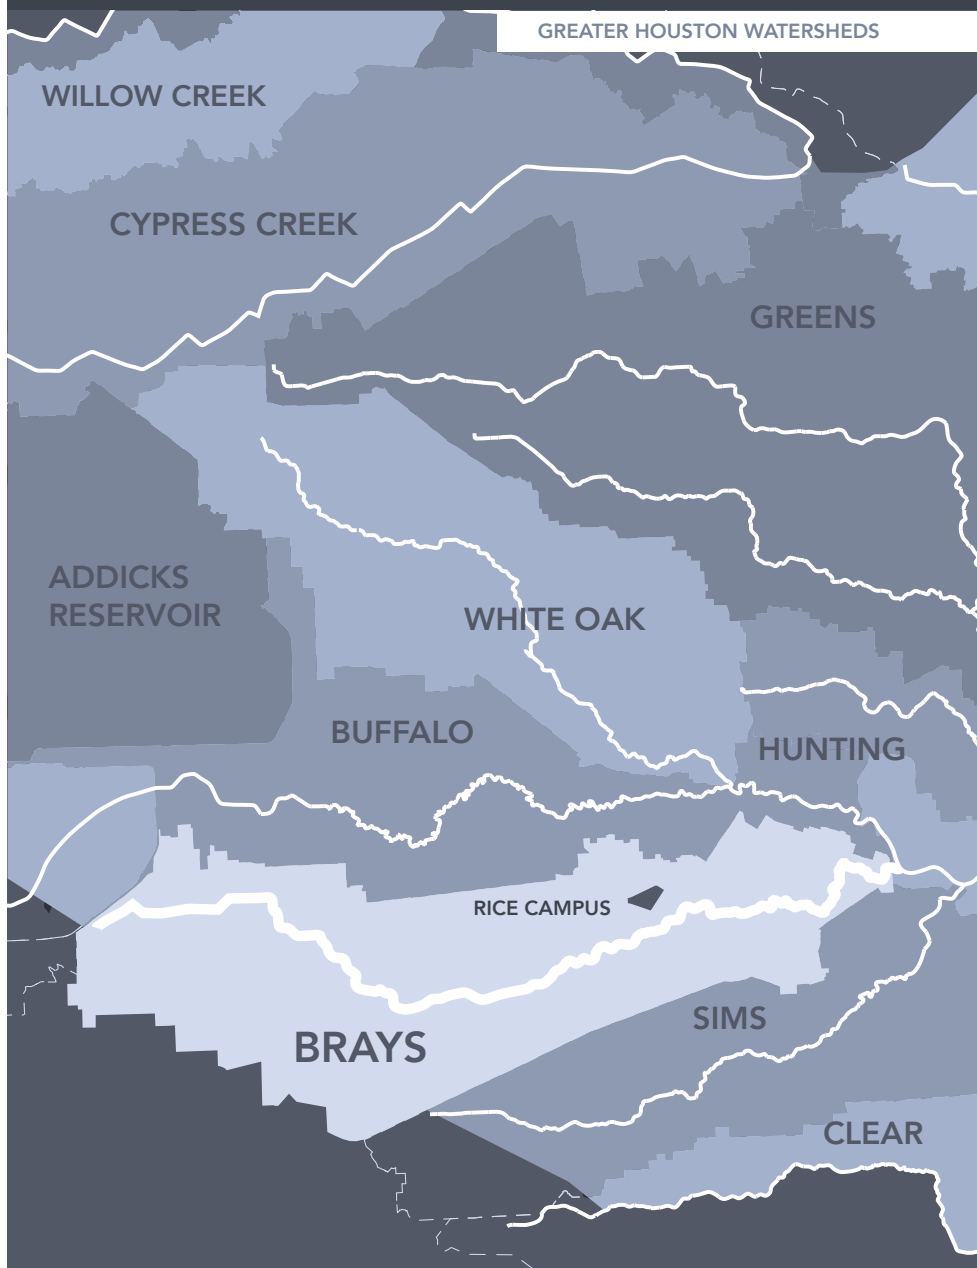 GREATER HOUSTON WATERSHEDS
WILLOW CREEK
CYPRESS CREEK
GREENS
ADDICKS
RESERVOIR
WHITE OAK
BUFFALO
HUNTING
RICE CAMPUS
SIMS
BRAYS
CLEAR